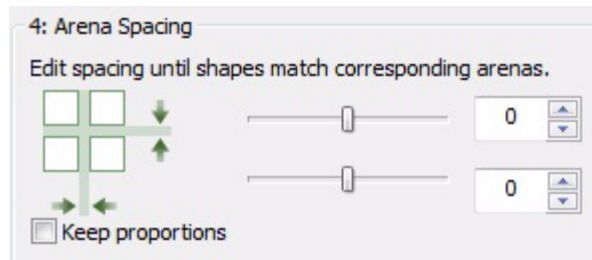 4: Arena Spacing
Edit spacing until shapes match corresponding arenas.
0
0
Keep proportions